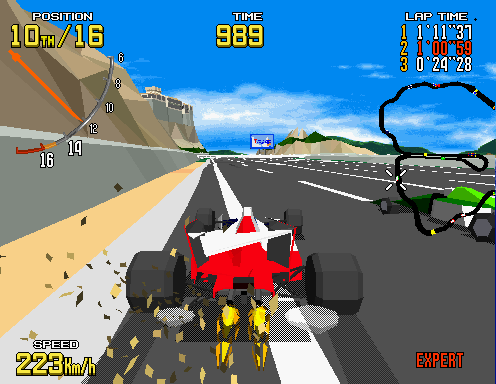 POSITION
10TH/16
TIME
989
LAP TIME
1 1'11"37
2 1'00"59
3 0'24"28
6
8
10
12
14
16
SPEED
223Km/h
EXPERT